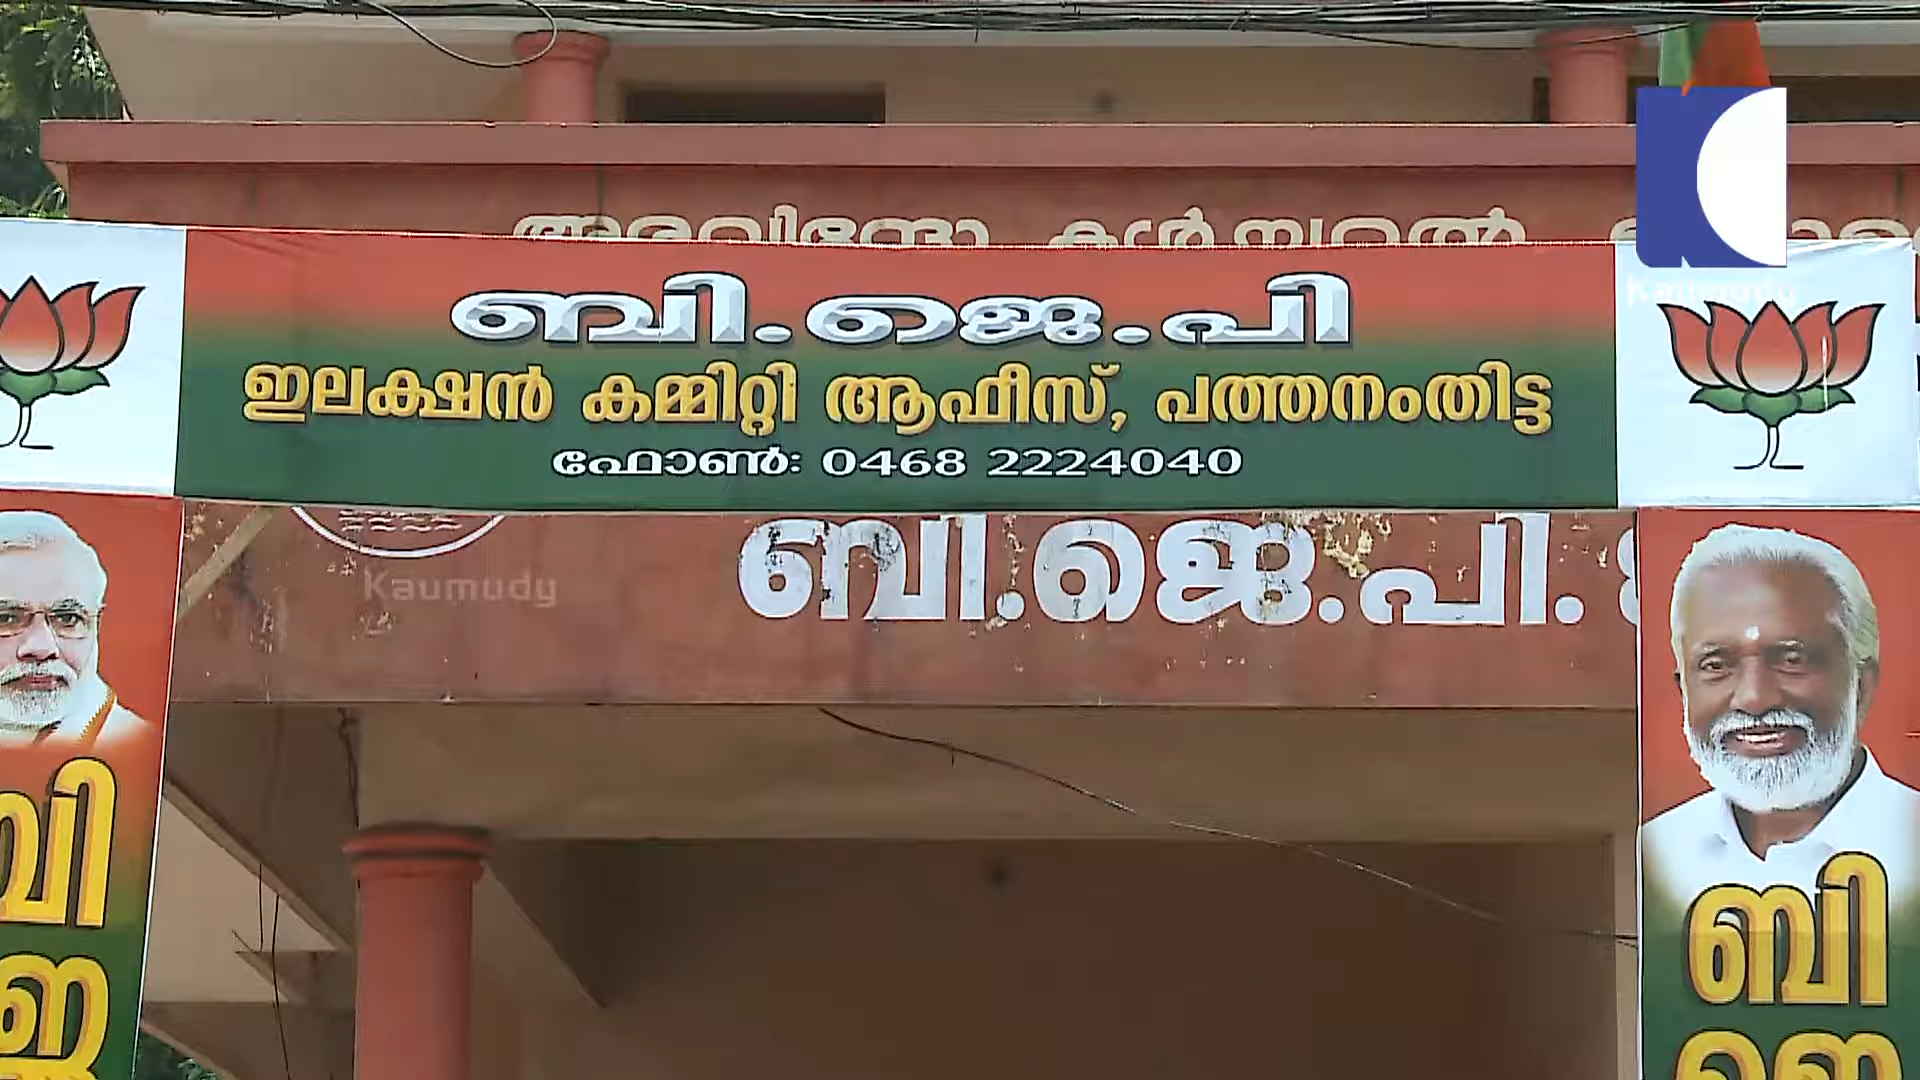 ബി.ജെ.പി
ഇലക്ഷൻ കമ്മിറ്റി ആഫീസ്, പത്തനംതിട്ട
ഫോൺ: 0468 2224040
Kaumudy
Kaumudy
ബി.ജെ.പി.
ബി
ജെ
ബി
ജെ